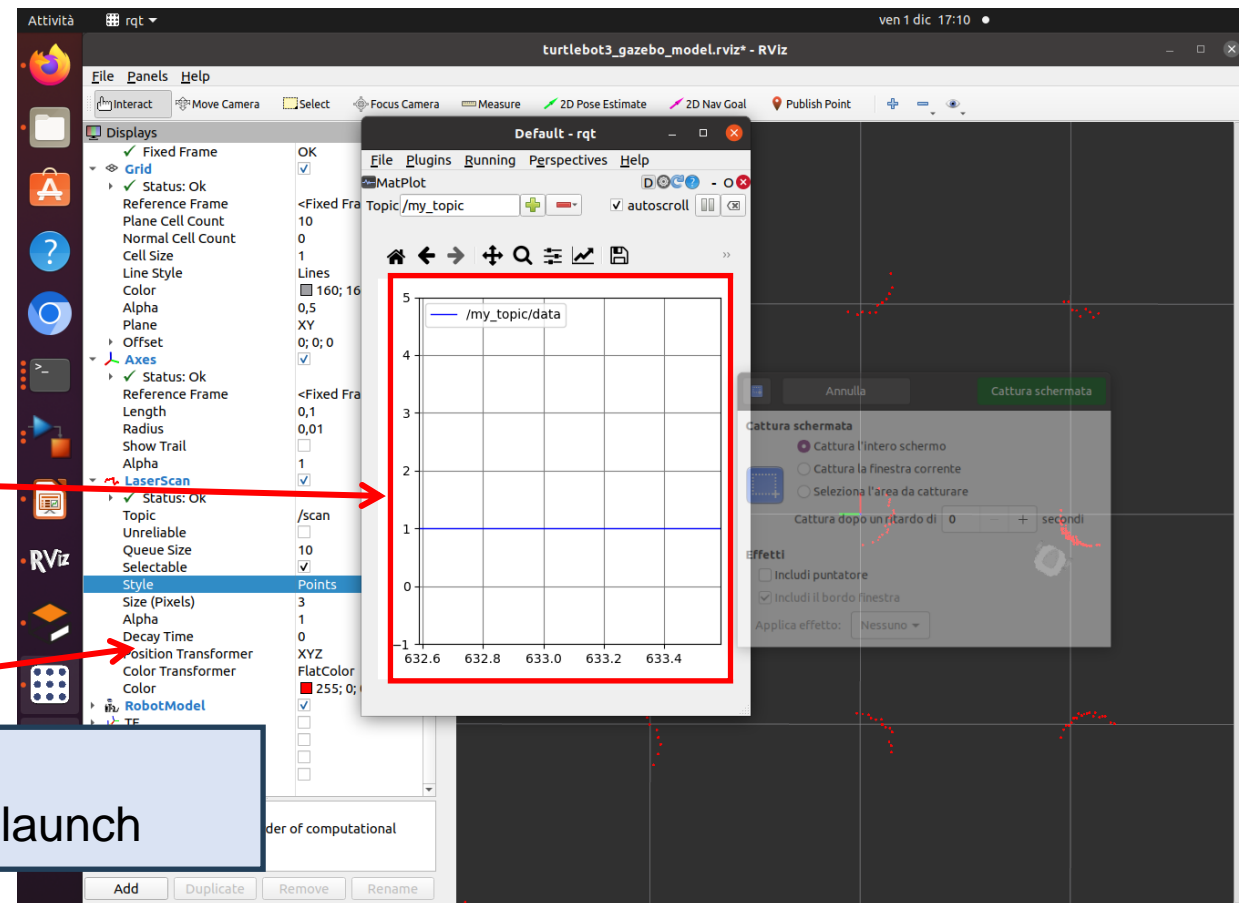 Attività rqt ven 1 dic 17:10
turtlebot3_gazebo_model.rviz* - RViz
File Panels Help
Interact Move Camera Select Focus Camera Measure 2D Pose Estimate 2D Nav Goal Publish Point
Displays
Fixed Frame OK
Grid
Status: Ok
Reference Frame <Fixed Fra
Plane Cell Count 10
Normal Cell Count 0
Cell Size 1
Line Style Lines
Color 160; 16
Alpha 0,5
Plane XY
Offset 0; 0; 0
Axes
Status: Ok
Reference Frame <Fixed Fra
Length 0,1
Radius 0,01
Show Trail
Alpha 1
LaserScan
Status: Ok
Topic /scan
Unreliable
Queue Size 10
Selectable
Style Points
Size (Pixels) 3
Alpha 1
Decay Time 0
Position Transformer XYZ
Color Transformer FlatColor
Color 255; 0;
RobotModel
TF
launch
der of computational
Add Duplicate Remove Rename
RViz
Default - rqt
File Plugins Running Perspectives Help
MatPlot D - O
Topic /my_topic autoscroll
/my_topic/data
5
4
3
2
1
0
−1
632.6 632.8 633.0 633.2 633.4
Annulla Cattura schermata
Cattura schermata
Cattura l'intero schermo
Cattura la finestra corrente
Seleziona l'area da catturare
Cattura dopo un ritardo di 0 - + secondi
Effetti
Includi puntatore
Includi il bordo finestra
Applica effetto: Nessuno